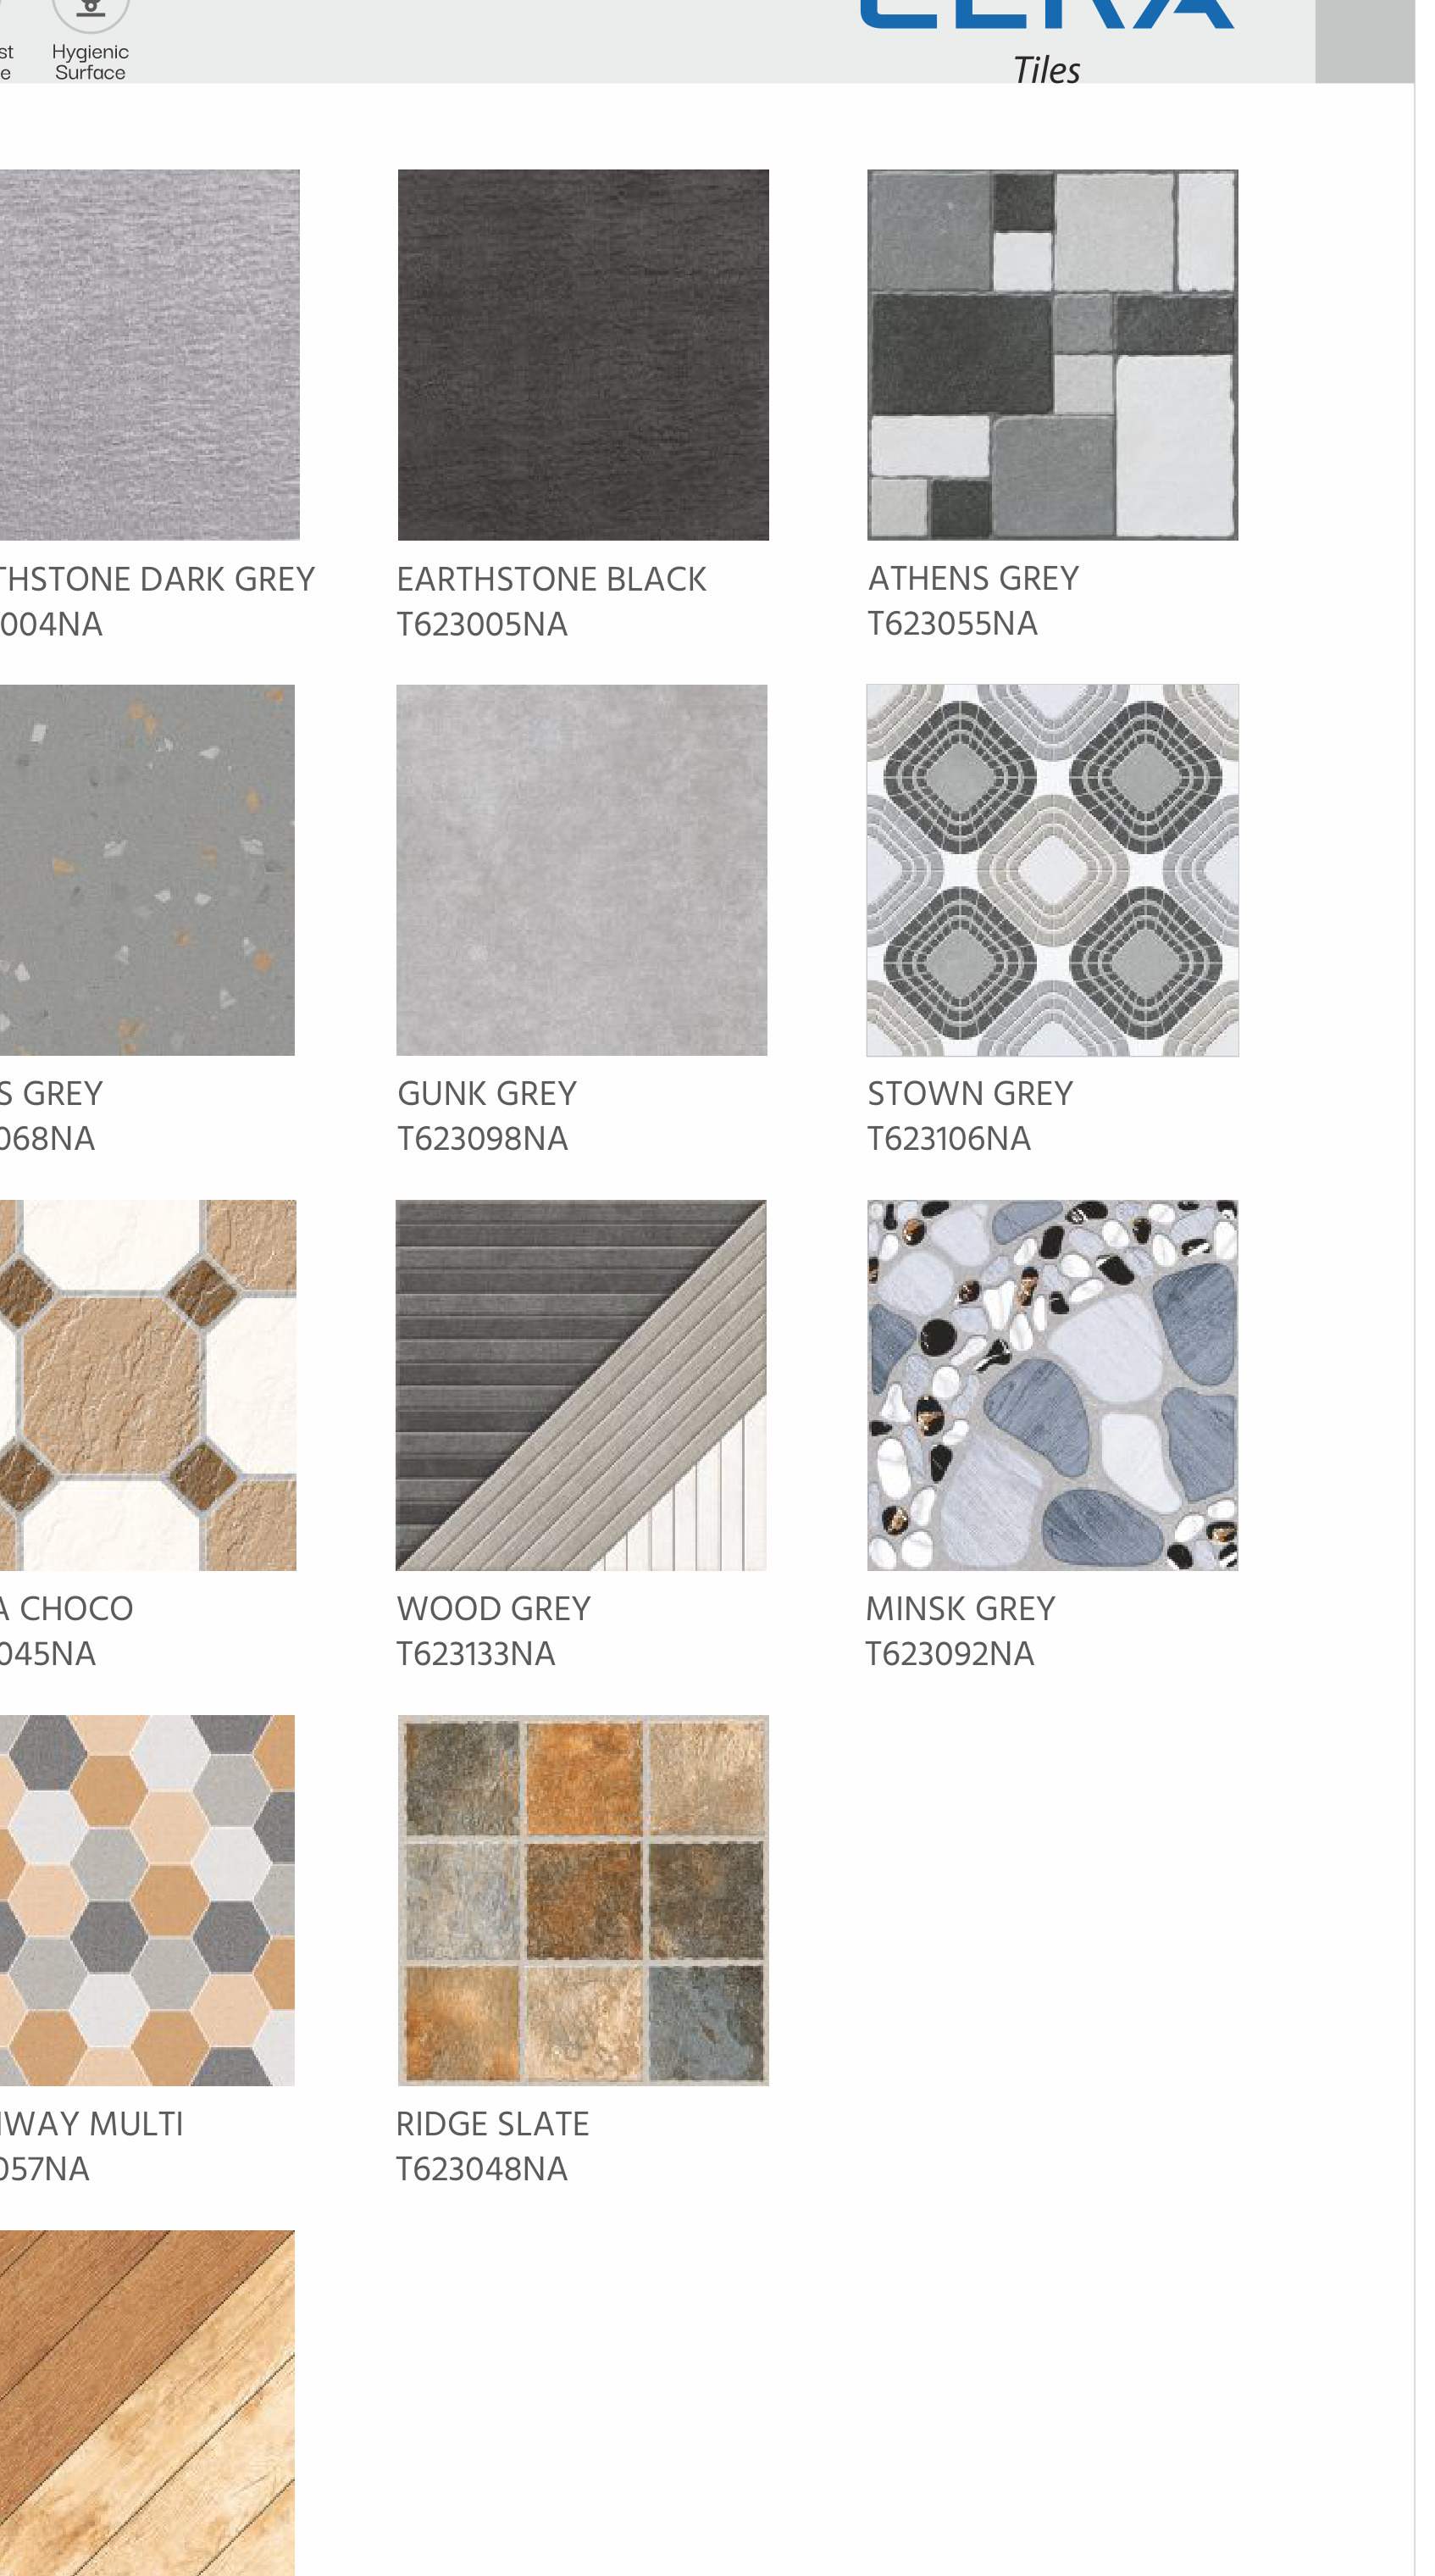 Hygienic
Surface
CERA
Tiles
THSTONE DARK GREY
004NA
EARTHSTONE BLACK
T623005NA
ATHENS GREY
T623055NA
S GREY
068NA
GUNK GREY
T623098NA
STOWN GREY
T623106NA
A CHOCO
045NA
WOOD GREY
T623133NA
MINSK GREY
T623092NA
WAY MULTI
057NA
RIDGE SLATE
T623048NA